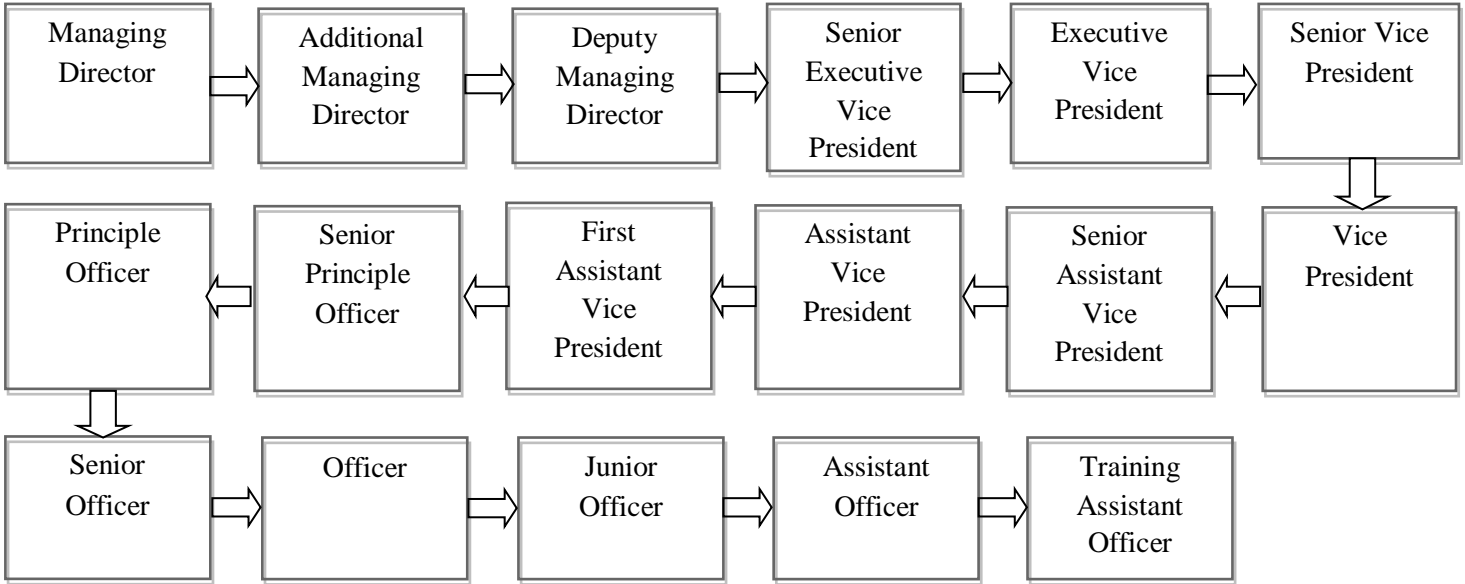 Managing
Director
Additional
Managing
Director
Deputy
Managing
Director
Senior
Executive
Vice
President
Executive
Vice
President
Senior Vice
President
Principle
Officer
Senior
Principle
Officer
First
Assistant
Vice
President
Assistant
Vice
President
Senior
Assistant
Vice
President
Vice
President
Senior
Officer
Officer
Junior
Officer
Assistant
Officer
Training
Assistant
Officer